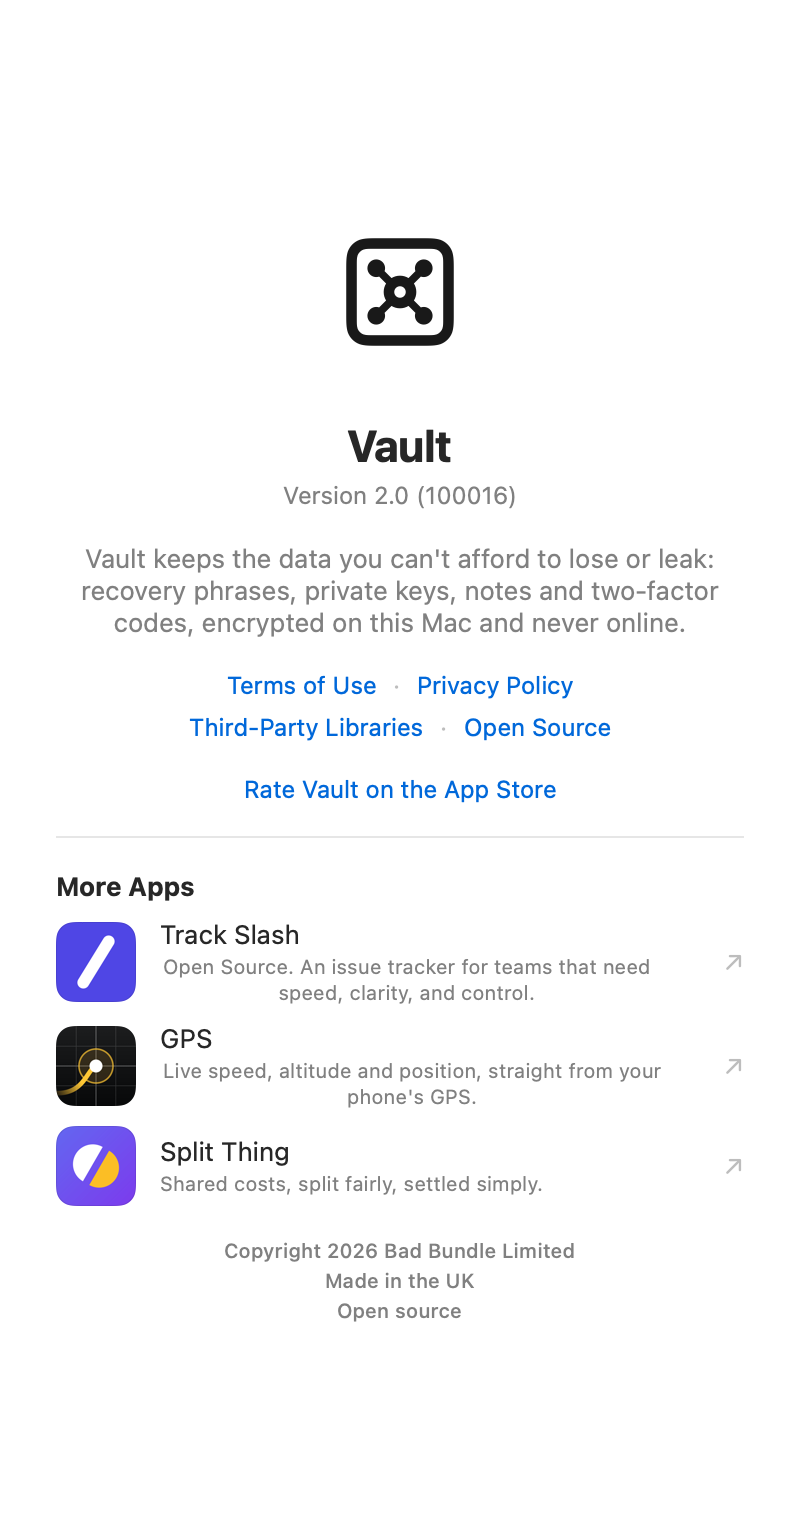 Vault
Version 2.0 (100016)
Vault keeps the data you can't afford to lose or leak:
recovery phrases, private keys, notes and two-factor
codes, encrypted on this Mac and never online.
Terms of Use · Privacy Policy
Third-Party Libraries · Open Source
Rate Vault on the App Store
More Apps
Track Slash
Open Source. An issue tracker for teams that need
speed, clarity, and control.
GPS
Live speed, altitude and position, straight from your
phone's GPS.
Split Thing
Shared costs, split fairly, settled simply.
Copyright 2026 Bad Bundle Limited
Made in the UK
Open source